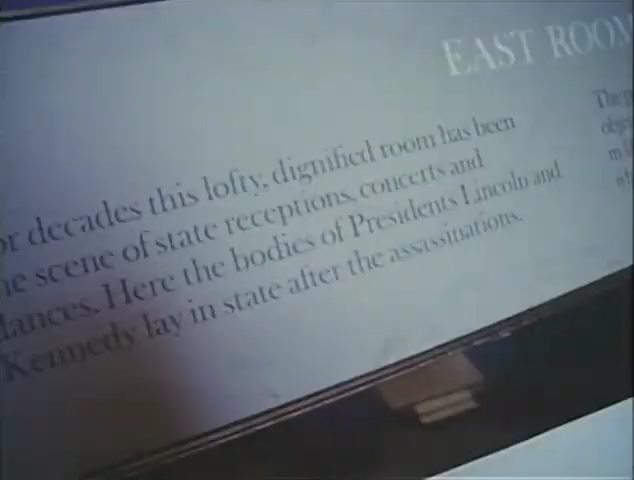 EAST ROOM
or decades this lofty, dignified room has been
he scene of state receptions, concerts and
dances. Here the bodies of Presidents Lincoln and
Kennedy lay in state after the assassinations.